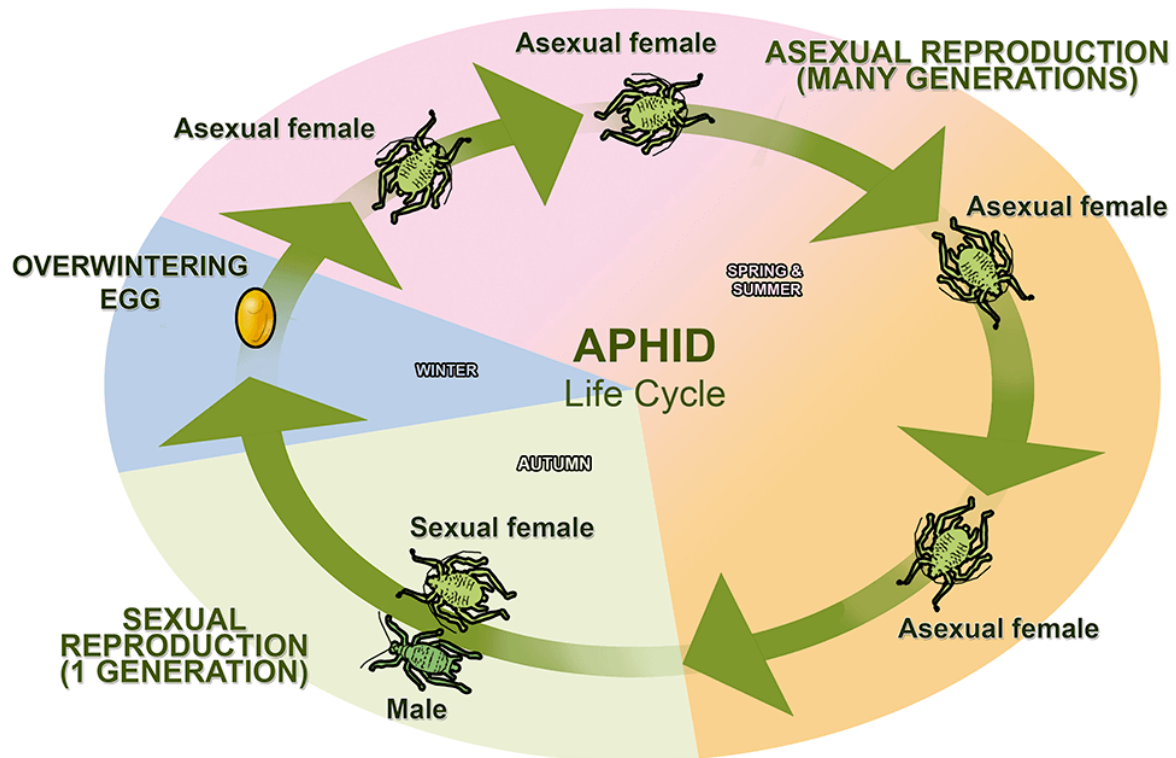 Asexual female
ASEXUAL REPRODUCTION
(MANY GENERATIONS)
Asexual female
Asexual female
OVERWINTERING
EGG
SPRING &
SUMMER
APHID
Life Cycle
WINTER
AUTUMN
Sexual female
SEXUAL
REPRODUCTION
(1 GENERATION)
Asexual female
Male